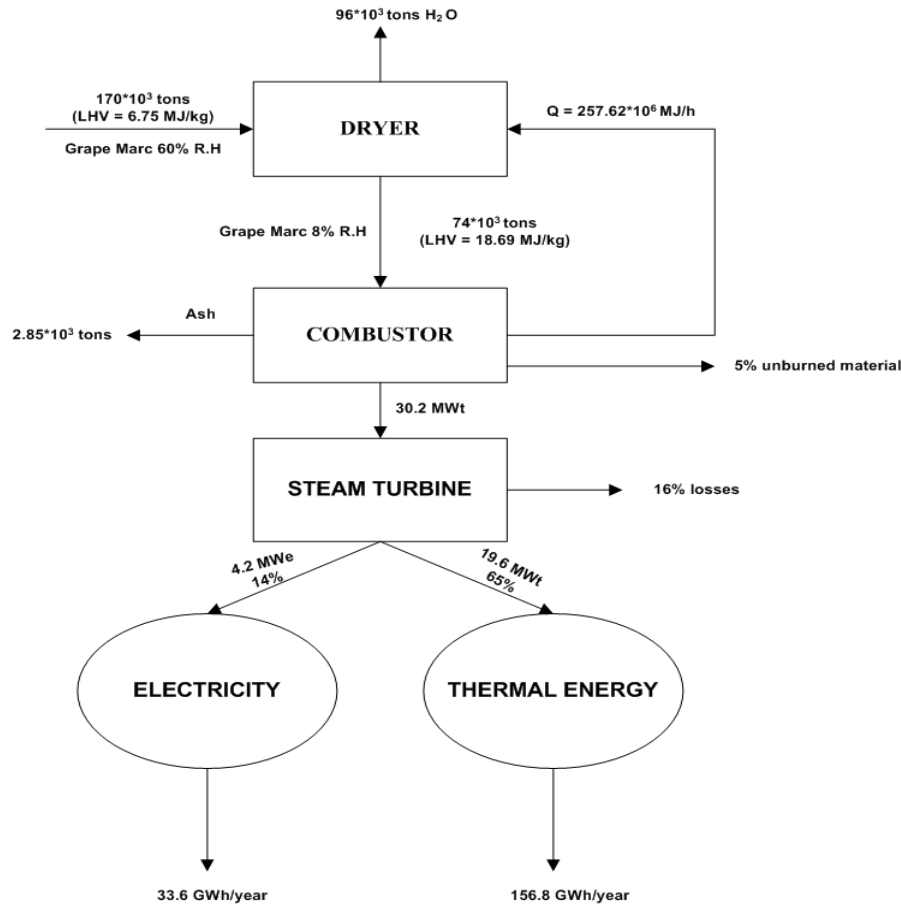 96*10³ tons H₂O
170*10³ tons
(LHV = 6.75 MJ/kg)
Grape Marc 60% R.H
DRYER
Q = 257.62*10⁶ MJ/h
Grape Marc 8% R.H
74*10³ tons
(LHV = 18.69 MJ/kg)
Ash
2.85*10³ tons
COMBUSTOR
5% unburned material
30.2 MWt
STEAM TURBINE
16% losses
4.2 MWe
14%
19.6 MWt
65%
ELECTRICITY
THERMAL ENERGY
33.6 GWh/year
156.8 GWh/year